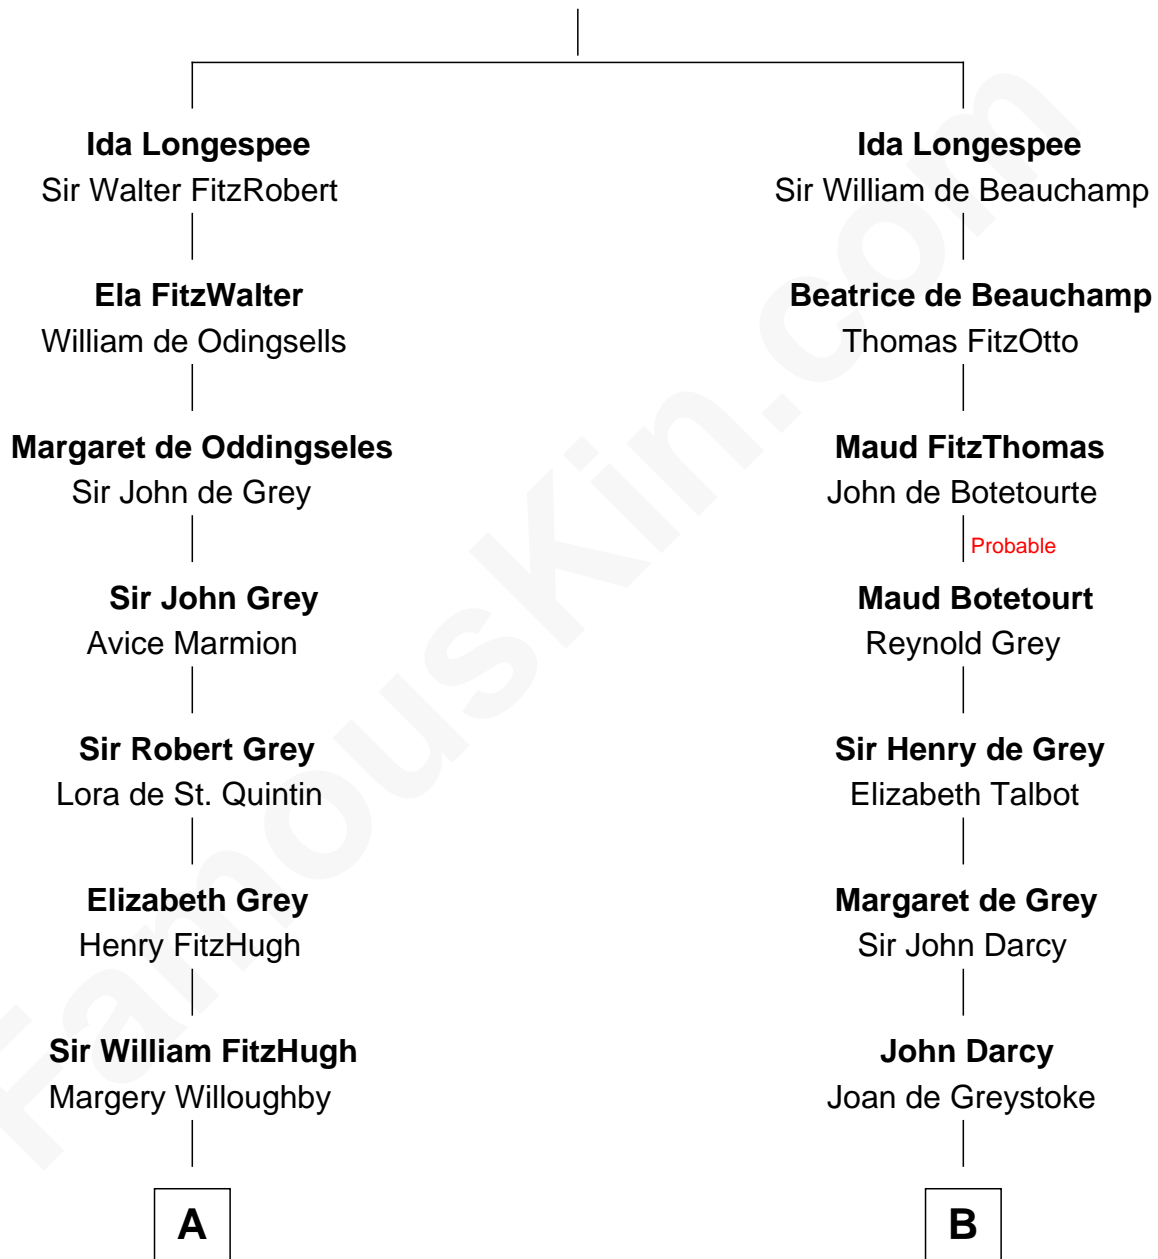 Ida Longespee
Sir Walter FitzRobert
Ela FitzWalter
William de Odingsells
Margaret de Oddingseles
Sir John de Grey
Sir John Grey
Avice Marmion
Sir Robert Grey
Lora de St. Quintin
Elizabeth Grey
Henry FitzHugh
Sir William FitzHugh
Margery Willoughby
A
Ida Longespee
Sir William de Beauchamp
Beatrice de Beauchamp
Thomas FitzOtto
Maud FitzThomas
John de Botetourte
Probable
Maud Botetourt
Reynold Grey
Sir Henry de Grey
Elizabeth Talbot
Margaret de Grey
Sir John Darcy
John Darcy
Joan de Greystoke
B
FamousKin.com